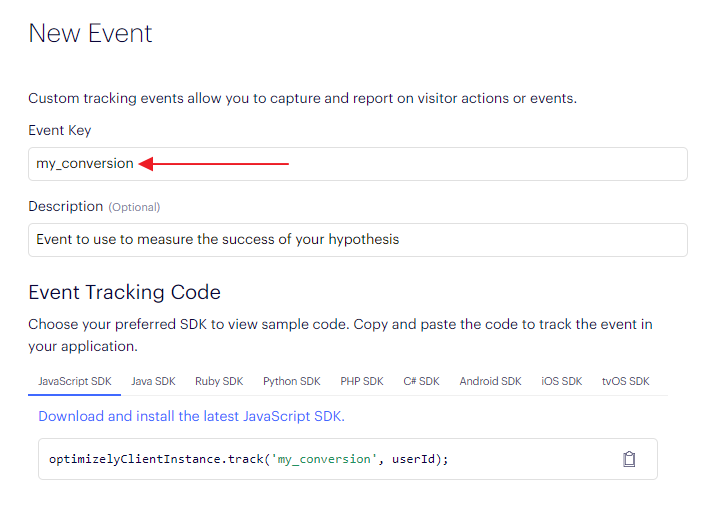 New Event
Custom tracking events allow you to capture and report on visitor actions or events.
Event Key
my_conversion
Description (Optional)
Event to use to measure the success of your hypothesis
Event Tracking Code
Choose your preferred SDK to view sample code. Copy and paste the code to track the event in
your application.
JavaScript SDK Java SDK Ruby SDK Python SDK PHP SDK C# SDK Android SDK iOS SDK tvOS SDK
Download and install the latest JavaScript SDK.
optimizelyClientInstance.track('my_conversion', userId);